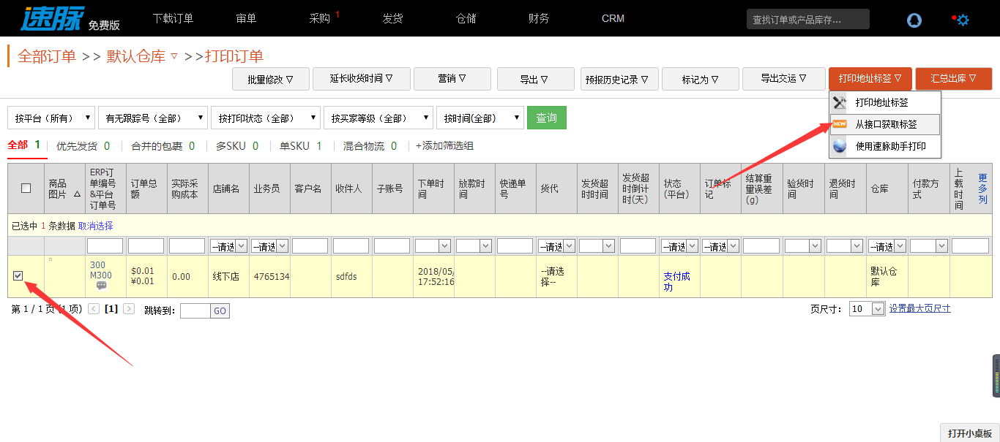 速脉 免费版 下载订单 审单 采购 1 发货 仓储 财务 CRM 查找订单或产品库存...
全部订单 >> 默认仓库 ▽ >>打印订单
批量修改 ▽ 延长收货时间 ▽ 营销 ▽ 导出 ▽ 预报历史记录 ▽ 标记为 ▽ 导出交运 ▽ 打印地址标签 ▽ 汇总出库 ▽
打印地址标签
NEW 从接口获取标签
使用速脉助手打印
按平台（所有） ▼ 有无跟踪号（全部） ▼ 按打印状态（全部） ▼ 按买家等级（全部） ▼ 按时间(全部) ▼ 查询
全部 1 优先发货 0 合并的包裹 0 多SKU 0 单SKU 1 混合物流 0 +添加筛选组
商品图片 △ ERP订单编号&平台订单号 订单总额 实际采购成本 店铺名 业务员 客户名 收件人 子账号 下单时间 放款时间 快递单号 货代 发货超时时间 发货超时倒计时(天) 状态(平台) 订单标记 结算重量误差(g) 验货时间 退货时间 仓库 付款方式 上载时间 更多列
已选中 1 条数据 取消选择
--请选 --请选 --请选 --请选 --请选 --请选
300 M300 $0.01 ¥0.01 0.00 线下店 4765134 sdfds 2018/05/ 17:52:16 --请选择-- 支付成功 默认仓库
第 1 / 1 页 (1 项) < [1] > 跳转到： GO 页尺寸： 10 设置最大页尺寸
打开小桌板